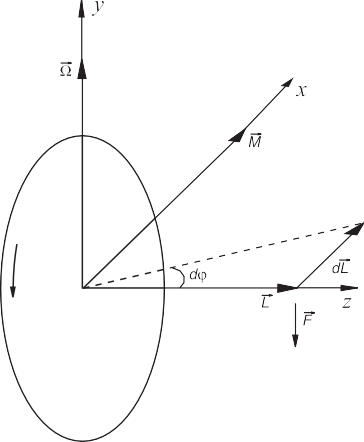 y
Ω⃗
x
M⃗
dφ
dL⃗
L⃗
z
F⃗